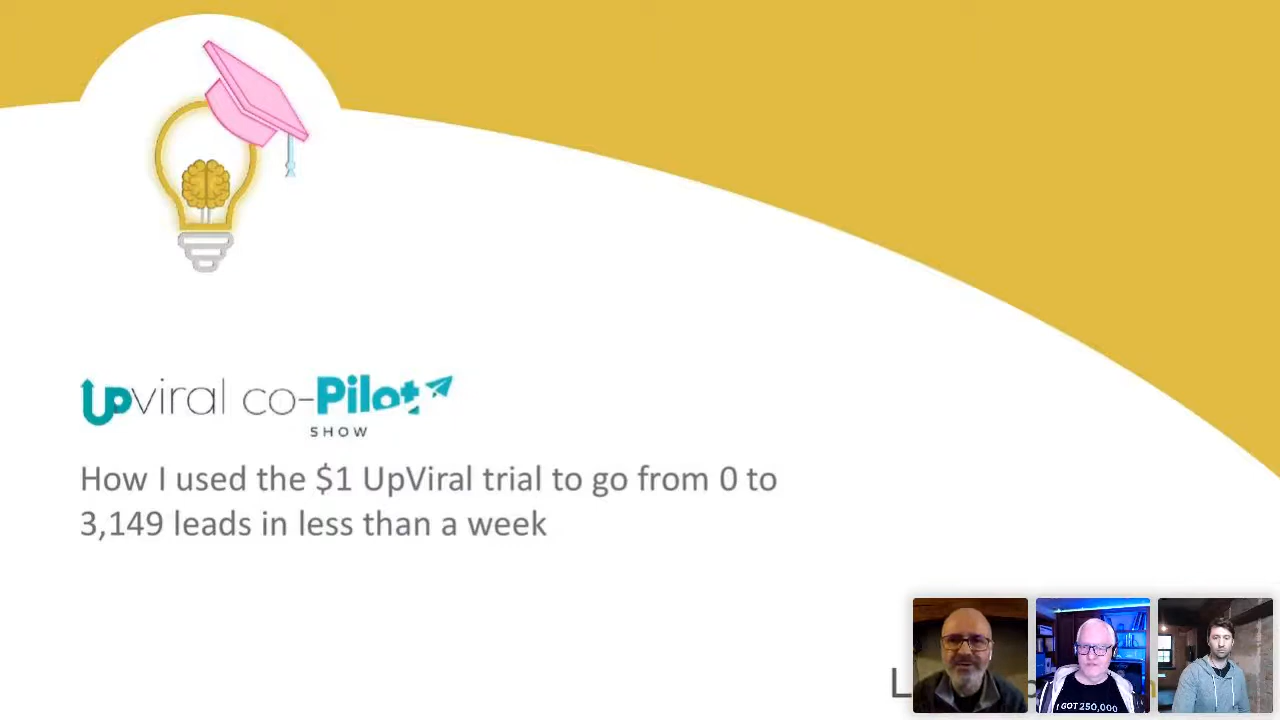 upviral co-Pilot
SHOW
How I used the $1 UpViral trial to go from 0 to
3,149 leads in less than a week
I GOT 250,000